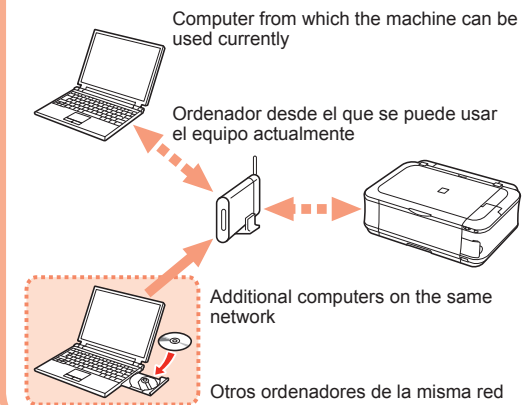 Computer from which the machine can be
used currently
Ordenador desde el que se puede usar
el equipo actualmente
Additional computers on the same
network
Otros ordenadores de la misma red